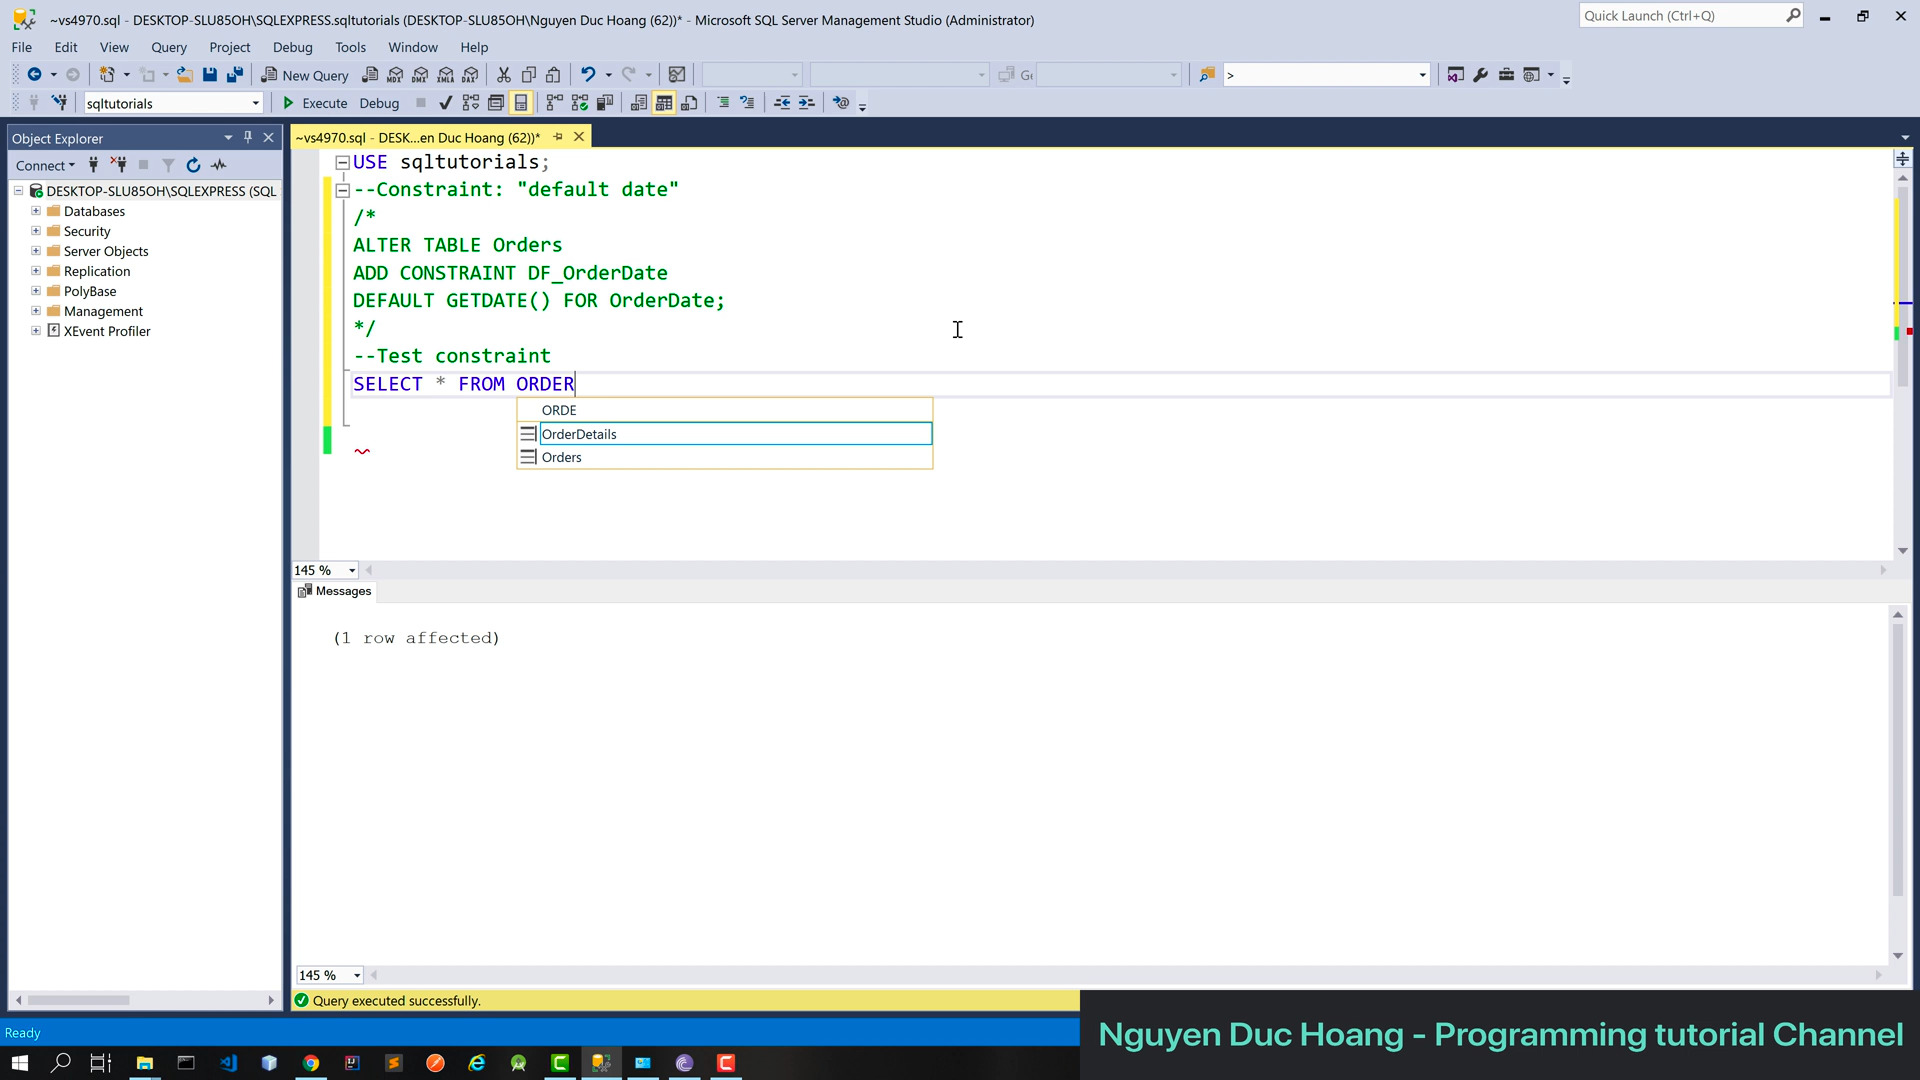 ~vs4970.sql - DESKTOP-SLU85OH\SQLEXPRESS.sqltutorials (DESKTOP-SLU85OH\Nguyen Duc Hoang (62))* - Microsoft SQL Server Management Studio (Administrator)
Quick Launch (Ctrl+Q)
File Edit View Query Project Debug Tools Window Help
New Query
MDX DMX XMLA DAX
Ge
>
sqltutorials
Execute Debug
Object Explorer
~vs4970.sql - DESK...en Duc Hoang (62))*
Connect
DESKTOP-SLU85OH\SQLEXPRESS (SQL
Databases
Security
Server Objects
Replication
PolyBase
Management
XEvent Profiler
USE sqltutorials;
--Constraint: "default date"
/*
ALTER TABLE Orders
ADD CONSTRAINT DF_OrderDate
DEFAULT GETDATE() FOR OrderDate;
*/
--Test constraint
SELECT * FROM ORDER
ORDE
OrderDetails
Orders
145 %
Messages
(1 row affected)
145 %
Query executed successfully.
Ready
Nguyen Duc Hoang - Programming tutorial Channel